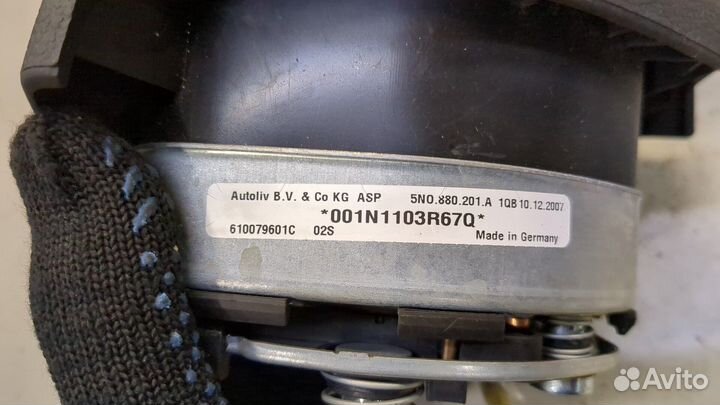 Autoliv B.V. & Co KG ASP 5N0.880.201.A 1QB 10.12.2007
*001N1103R67Q*
610079601C 02S Made in Germany
Avito